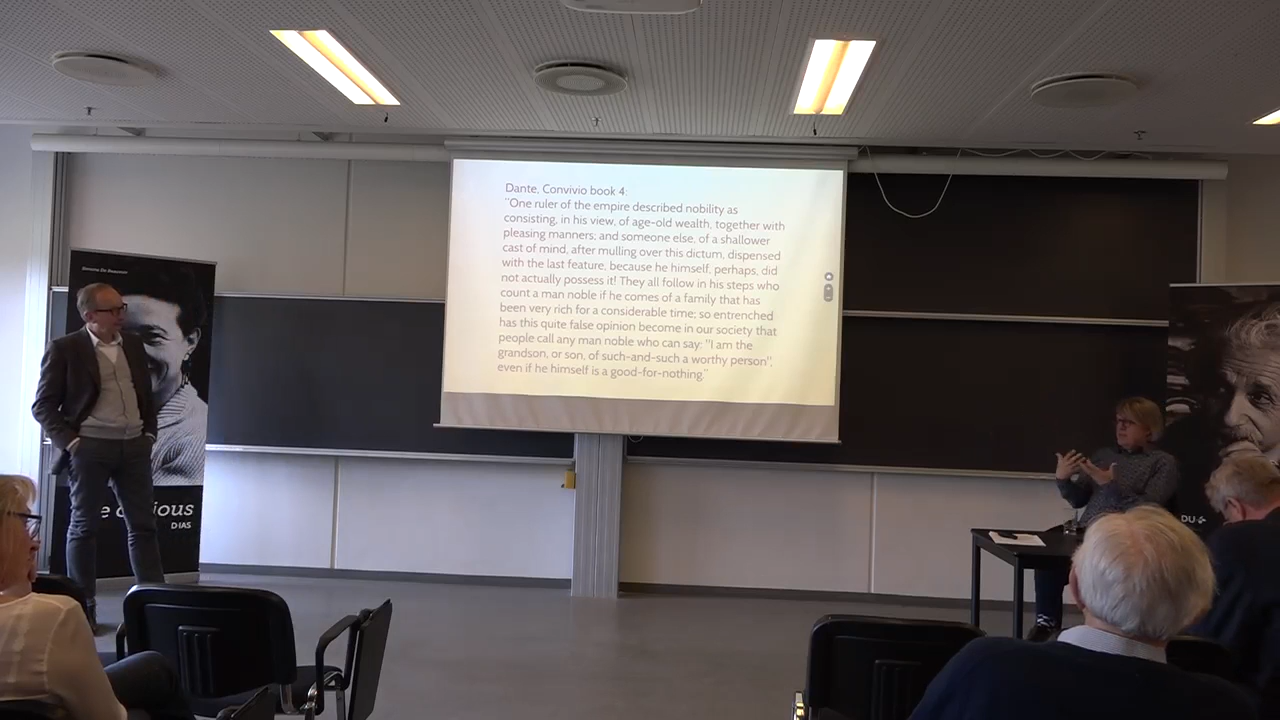 Dante, Convivio book 4:
"One ruler of the empire described nobility as
consisting, in his view, of age-old wealth, together with
pleasing manners; and someone else, of a shallower
cast of mind, after mulling over this dictum, dispensed
with the last feature, because he himself, perhaps, did
not actually possess it! They all follow in his steps who
count a man noble if he comes of a family that has
been very rich for a considerable time; so entrenched
has this quite false opinion become in our society that
people call any man noble who can say: "I am the
grandson, or son, of such-and-such a worthy person",
even if he himself is a good-for-nothing."
Simone De Beauvoir
DIAS
DU